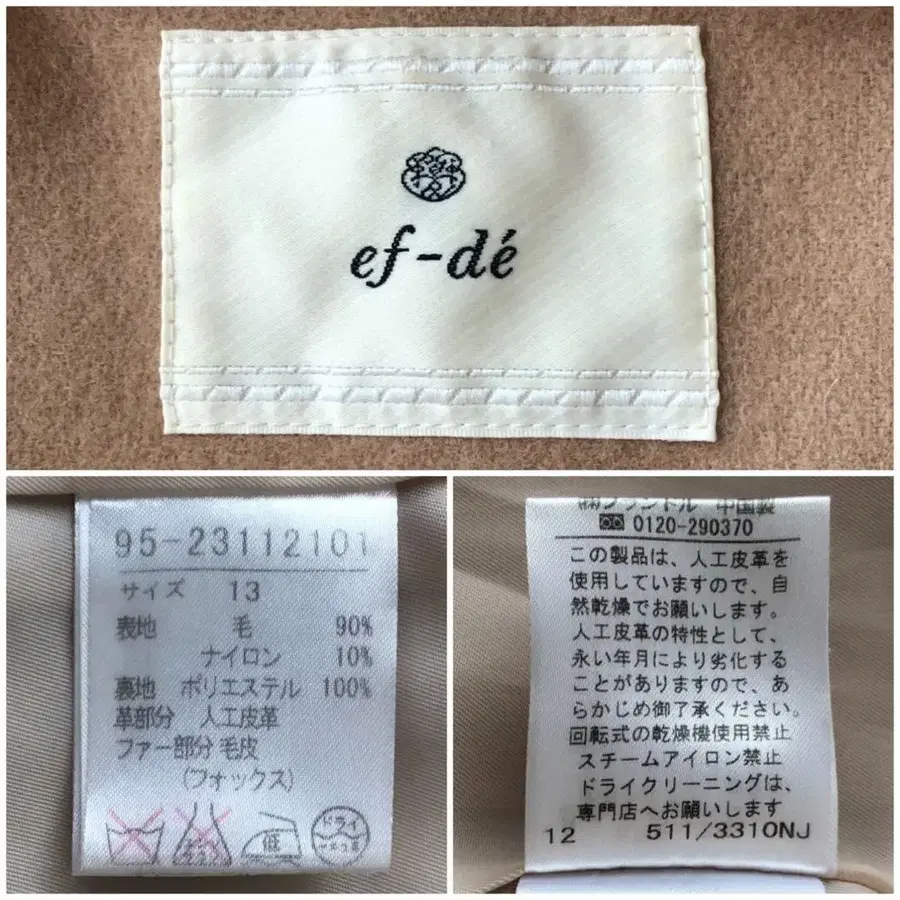 ef-dé
95-23112101
サイズ 13
表地 毛 90%
ナイロン 10%
裏地 ポリエステル 100%
革部分 人工皮革
ファー部分 毛皮
(フォックス)
低
ドライ
中国製
0120-290370
この製品は、人工皮革を
使用していますので、自
然乾燥でお願いします。
人工皮革の特性として、
永い年月により劣化する
ことがありますので、あ
らかじめ御了承ください。
回転式の乾燥機使用禁止
スチームアイロン禁止
ドライクリーニングは、
専門店へお願いします
12 511/3310NJ